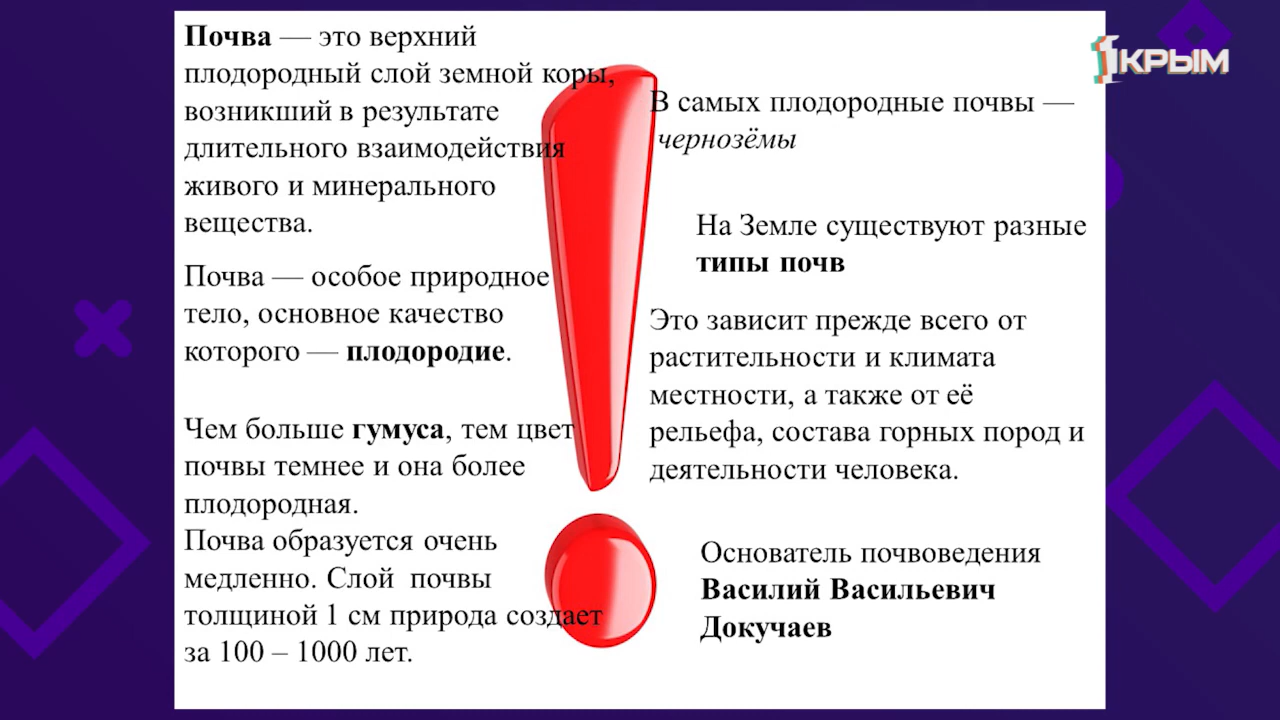 Почва — это верхний
плодородный слой земной коры,
возникший в результате
длительного взаимодействия
живого и минерального
вещества.
Почва — особое природное
тело, основное качество
которого — плодородие.
Чем больше гумуса, тем цвет
почвы темнее и она более
плодородная.
Почва образуется очень
медленно. Слой почвы
толщиной 1 см природа создает
за 100 – 1000 лет.
В самых плодородные почвы —
чернозёмы
На Земле существуют разные
типы почв
Это зависит прежде всего от
растительности и климата
местности, а также от её
рельефа, состава горных пород и
деятельности человека.
Основатель почвоведения
Василий Васильевич
Докучаев
1КРЫМ